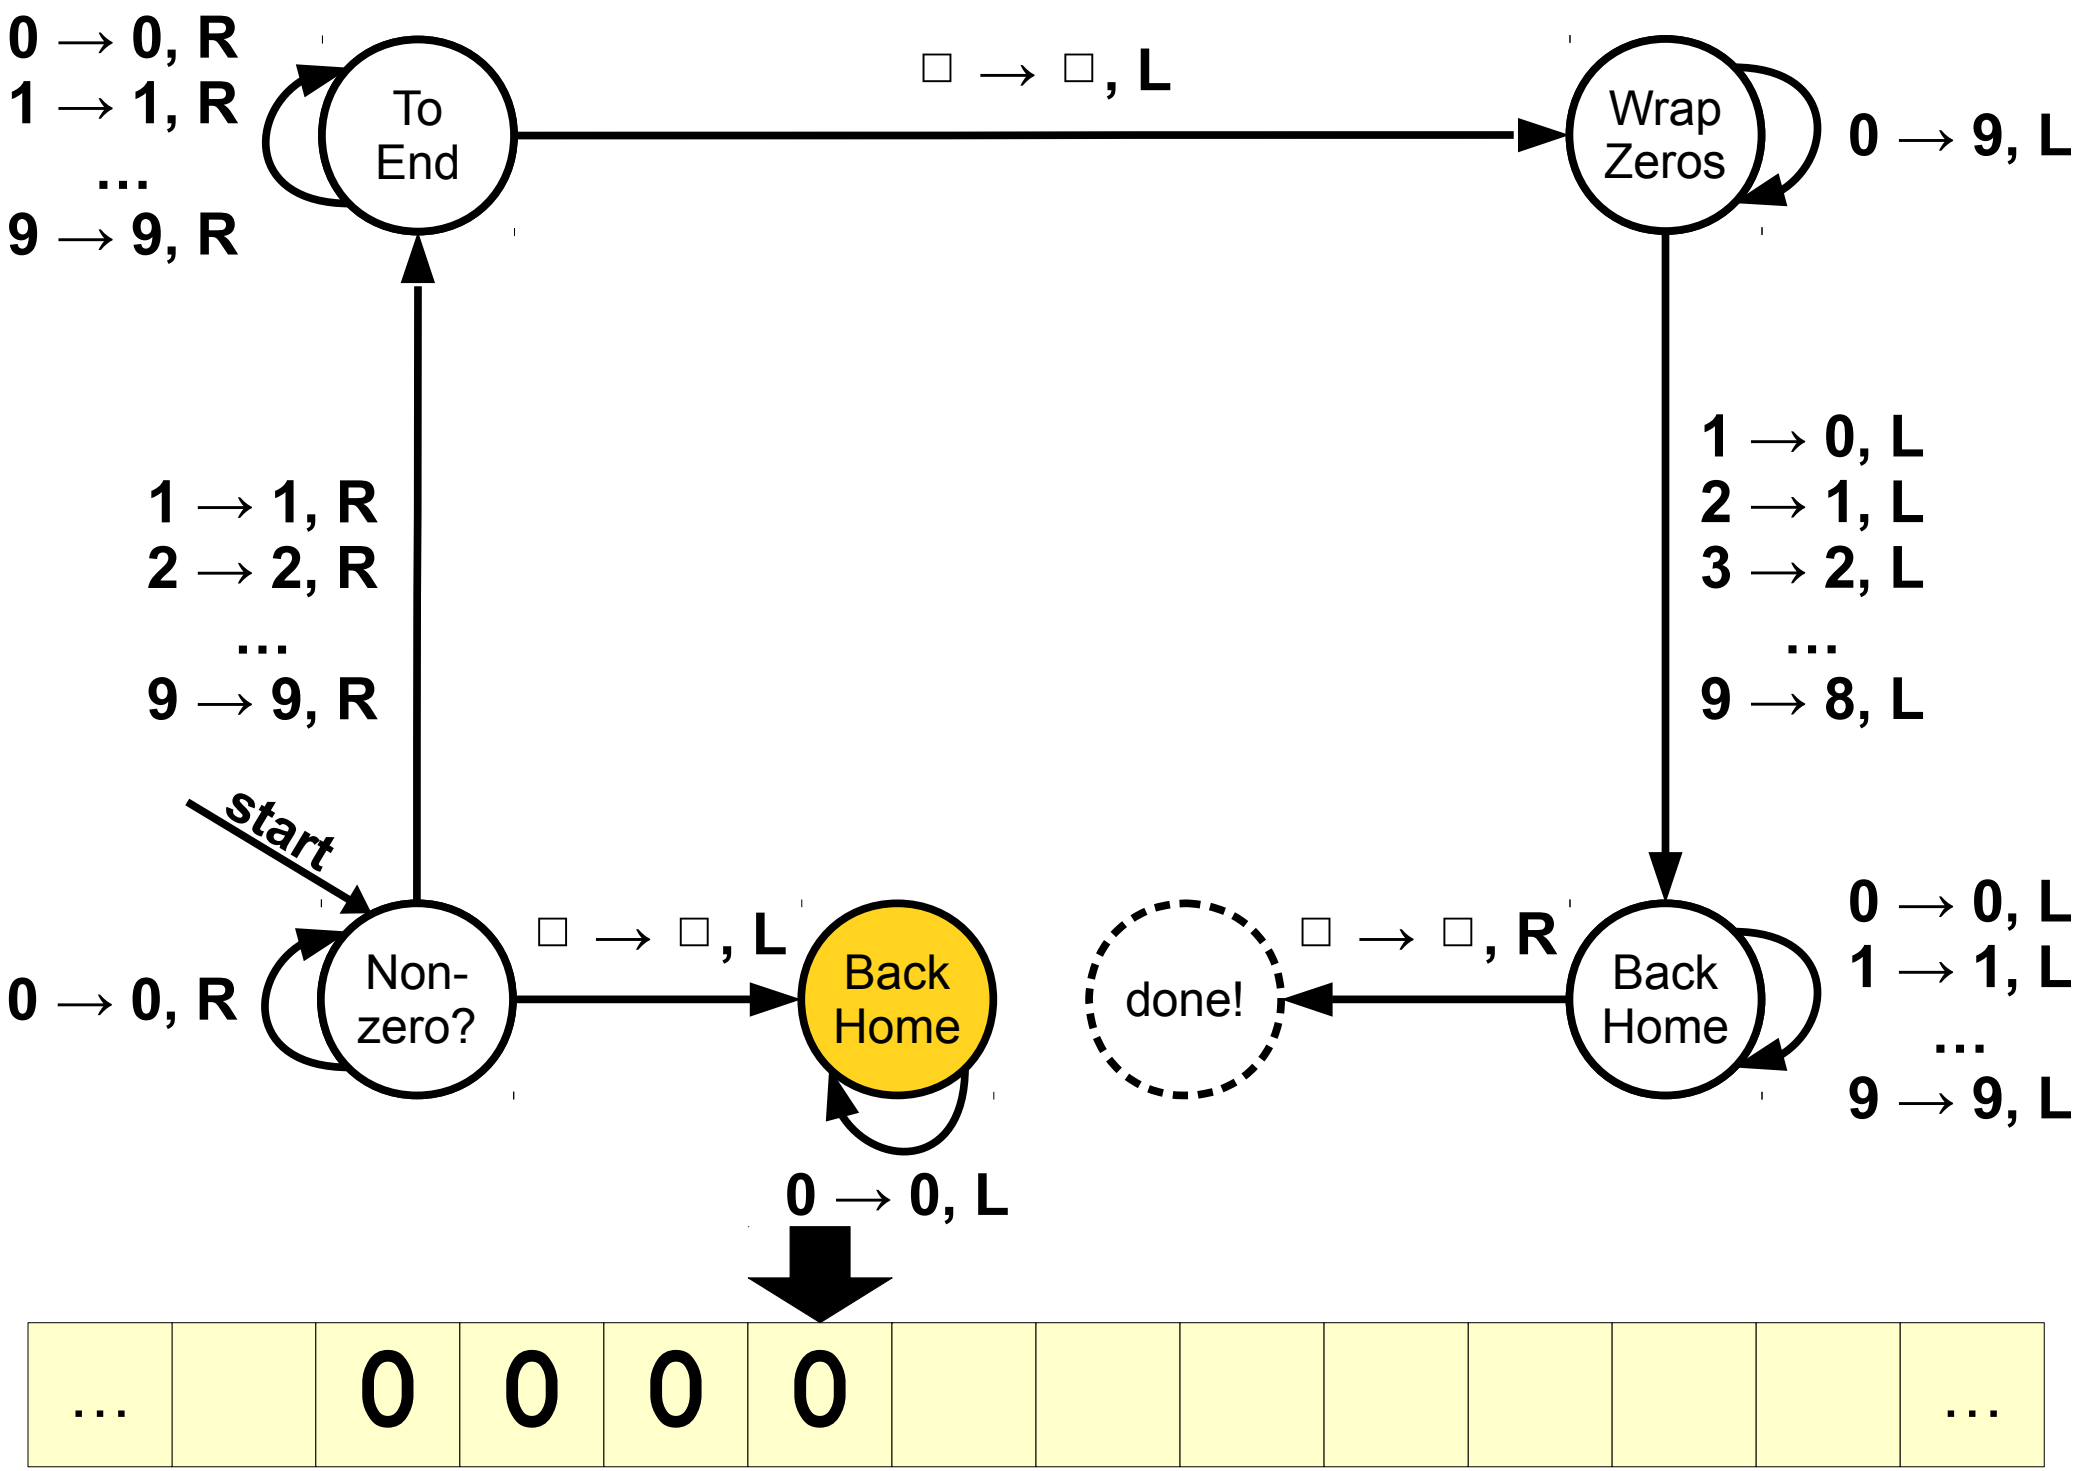 0 → 0, R
1 → 1, R
…
9 → 9, R
To
End
□ → □, L
Wrap
Zeros
0 → 9, L
1 → 1, R
2 → 2, R
…
9 → 9, R
1 → 0, L
2 → 1, L
3 → 2, L
…
9 → 8, L
start
0 → 0, R
Non-
zero?
□ → □, L
Back
Home
0 → 0, L
done!
□ → □, R
Back
Home
0 → 0, L
1 → 1, L
…
9 → 9, L
… 0 0 0 0 …